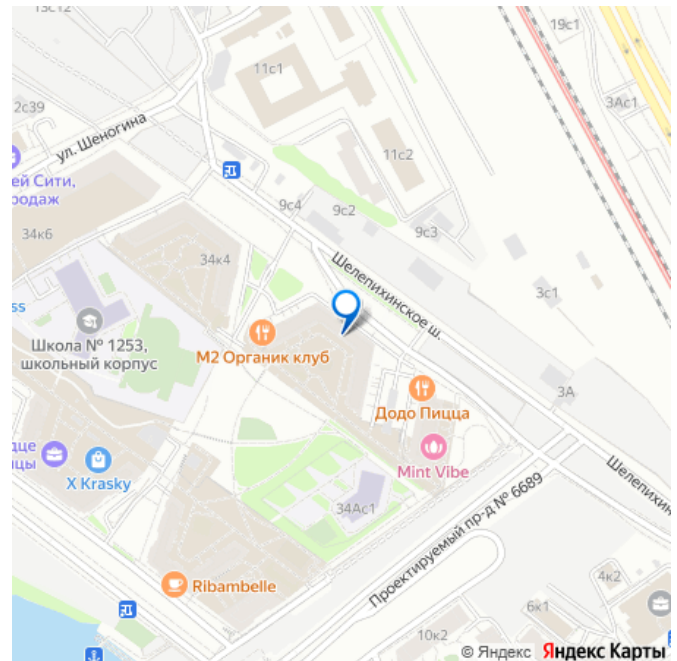 13с12
19с1
11с1
2с39
3Ас1
ул. Шеногина
11с2
ей Сити,
родаж
9с4
9с2
9с3
34к6
34к4
Шелепихинское ш.
3с1
ss
Школа № 1253,
школьный корпус
М2 Органик клуб
3А
Додо Пицца
дце
цы
X Krasky
Mint Vibe
Шелепихин
34Ас1
Проектируемый пр-д № 6689
Ribambelle
4к2
6к1
10к2
© Яндекс Яндекс Карты